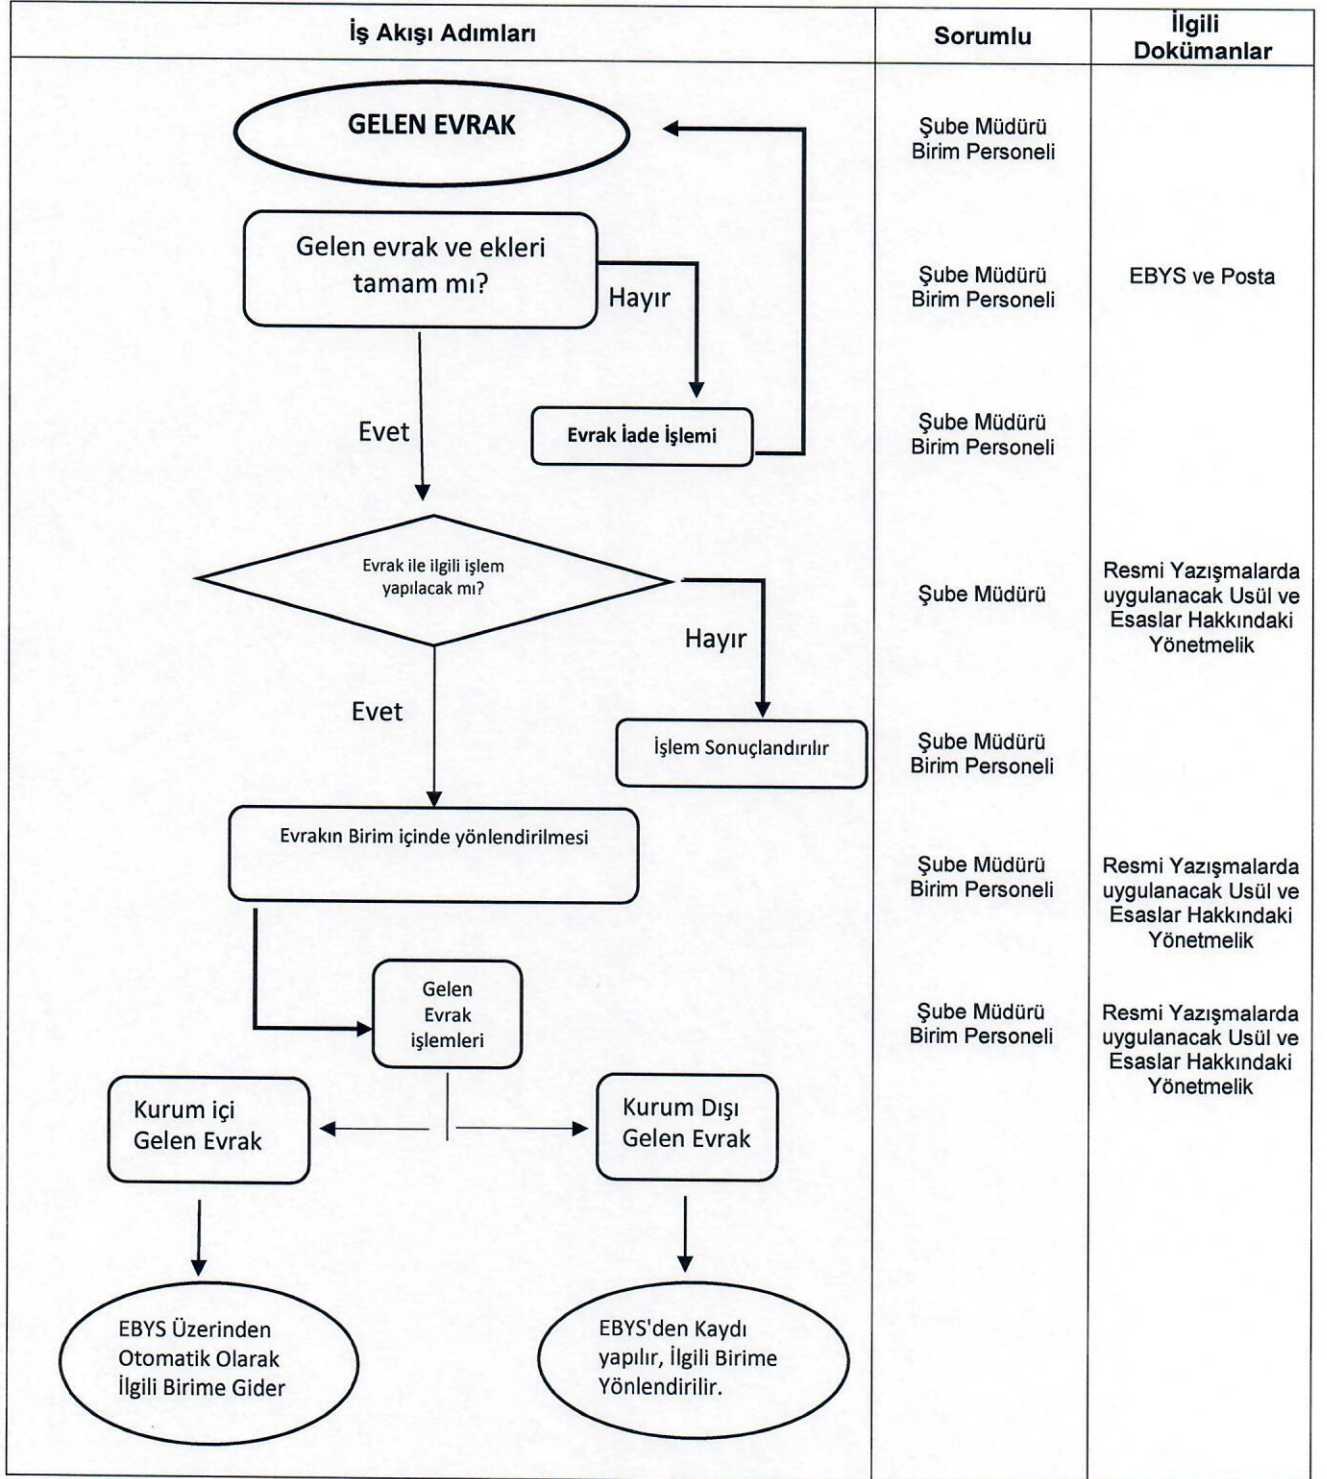 İş Akışı Adımları
Sorumlu
İlgili
Dokümanlar
GELEN EVRAK
Şube Müdürü
Birim Personeli
Gelen evrak ve ekleri
tamam mı?
Hayır
Şube Müdürü
Birim Personeli
EBYS ve Posta
Evet
Evrak İade İşlemi
Şube Müdürü
Birim Personeli
Evrak ile ilgili işlem
yapılacak mı?
Hayır
Şube Müdürü
Resmi Yazışmalarda
uygulanacak Usül ve
Esaslar Hakkındaki
Yönetmelik
Evet
İşlem Sonuçlandırılır
Şube Müdürü
Birim Personeli
Evrakın Birim içinde yönlendirilmesi
Şube Müdürü
Birim Personeli
Resmi Yazışmalarda
uygulanacak Usül ve
Esaslar Hakkındaki
Yönetmelik
Gelen
Evrak
işlemleri
Şube Müdürü
Birim Personeli
Resmi Yazışmalarda
uygulanacak Usül ve
Esaslar Hakkındaki
Yönetmelik
Kurum içi
Gelen Evrak
Kurum Dışı
Gelen Evrak
EBYS Üzerinden
Otomatik Olarak
İlgili Birime Gider
EBYS'den Kaydı
yapılır, İlgili Birime
Yönlendirilir.